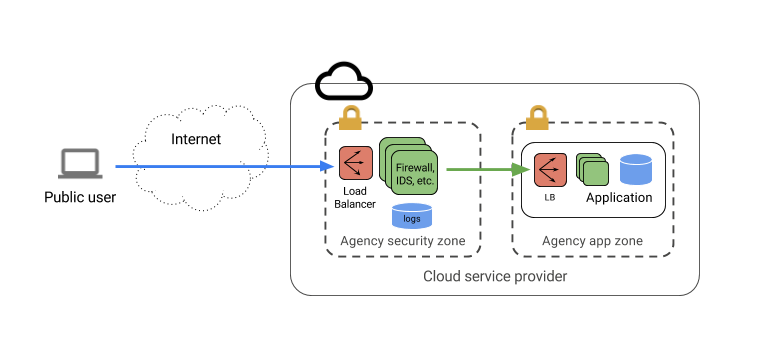 Internet
Public user
Load
Balancer
Firewall,
IDS, etc.
logs
Agency security zone
LB
Application
Agency app zone
Cloud service provider